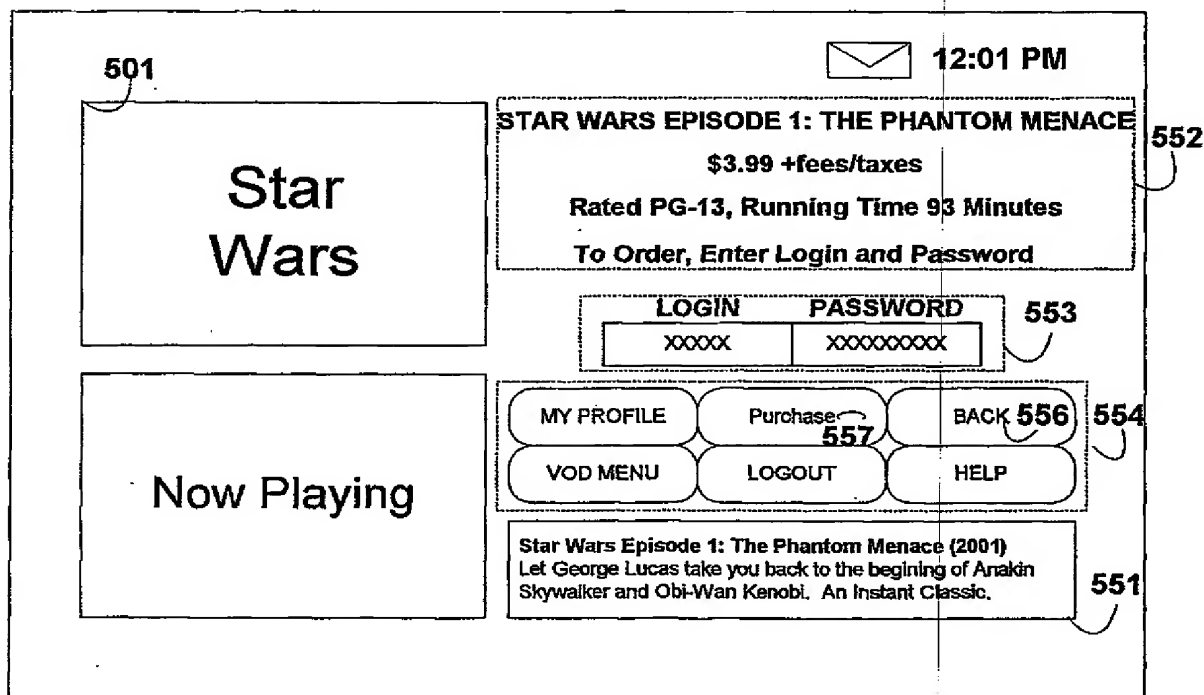 12:01 PM
501
Star
Wars
STAR WARS EPISODE 1: THE PHANTOM MENACE
552
$3.99 +fees/taxes
Rated PG-13, Running Time 93 Minutes
To Order, Enter Login and Password
LOGIN PASSWORD
553
XXXXX XXXXXXXXX
Now Playing
MY PROFILE Purchase BACK 556
557
554
VOD MENU LOGOUT HELP
Star Wars Episode 1: The Phantom Menace (2001)
Let George Lucas take you back to the begining of Anakin
Skywalker and Obi-Wan Kenobi. An Instant Classic.
551